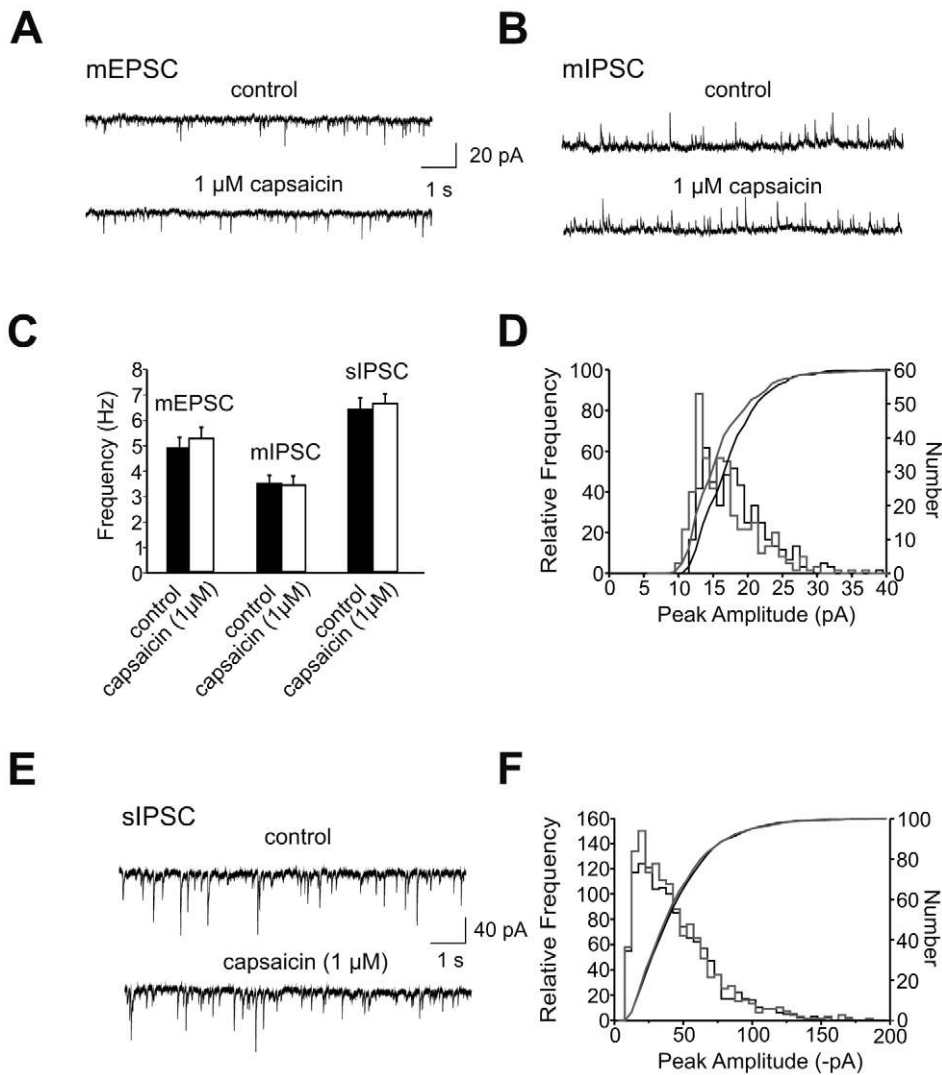 A
mEPSC
control
20 pA
1 s
1 µM capsaicin
B
mIPSC
control
1 µM capsaicin
C
Frequency (Hz)
8
7
6
5
4
3
2
1
0
mEPSC
mIPSC
sIPSC
control
capsaicin (1µM)
control
capsaicin (1µM)
control
capsaicin (1µM)
D
Relative Frequency
100
80
60
40
20
0
60
50
40
30
20
10
0
Number
0 5 10 15 20 25 30 35 40
Peak Amplitude (pA)
E
sIPSC
control
40 pA
1 s
capsaicin (1 µM)
F
Relative Frequency
160
140
120
100
80
60
40
20
0
100
80
60
40
20
0
Number
50 100 150 200
Peak Amplitude (-pA)